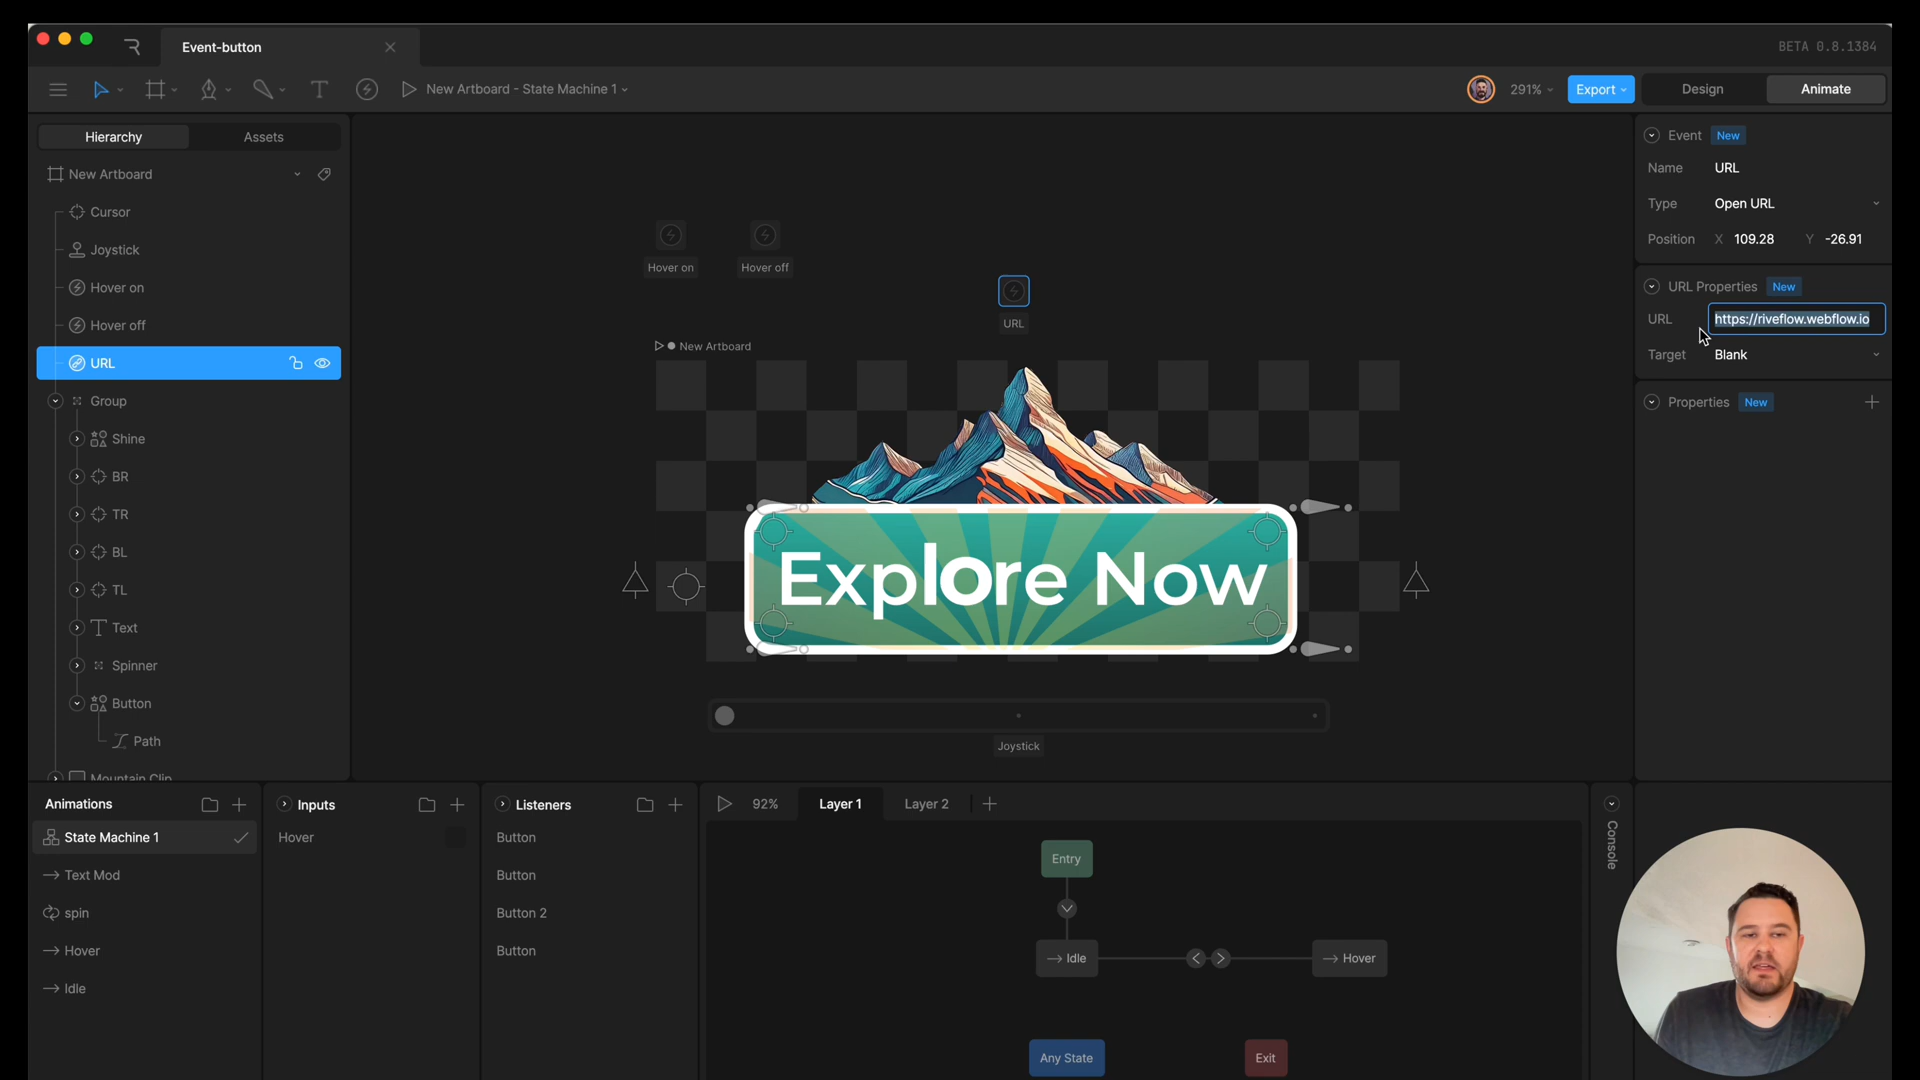 Event-button
BETA 0.8.1384
New Artboard - State Machine 1
291%
Export
Design
Animate
Hierarchy
Assets
New Artboard
Cursor
Joystick
Hover on
Hover off
URL
Group
Shine
BR
TR
BL
TL
Text
Spinner
Button
Path
Mountain Clip
Hover on
Hover off
URL
New Artboard
Explore Now
Joystick
Event New
Name URL
Type Open URL
Position X 109.28 Y -26.91
URL Properties New
URL https://riveflow.webflow.io
Target Blank
Properties New
Animations
State Machine 1
Text Mod
spin
Hover
Idle
Inputs
Hover
Listeners
Button
Button
Button 2
Button
92%
Layer 1
Layer 2
Entry
Idle
Hover
Any State
Exit
Console